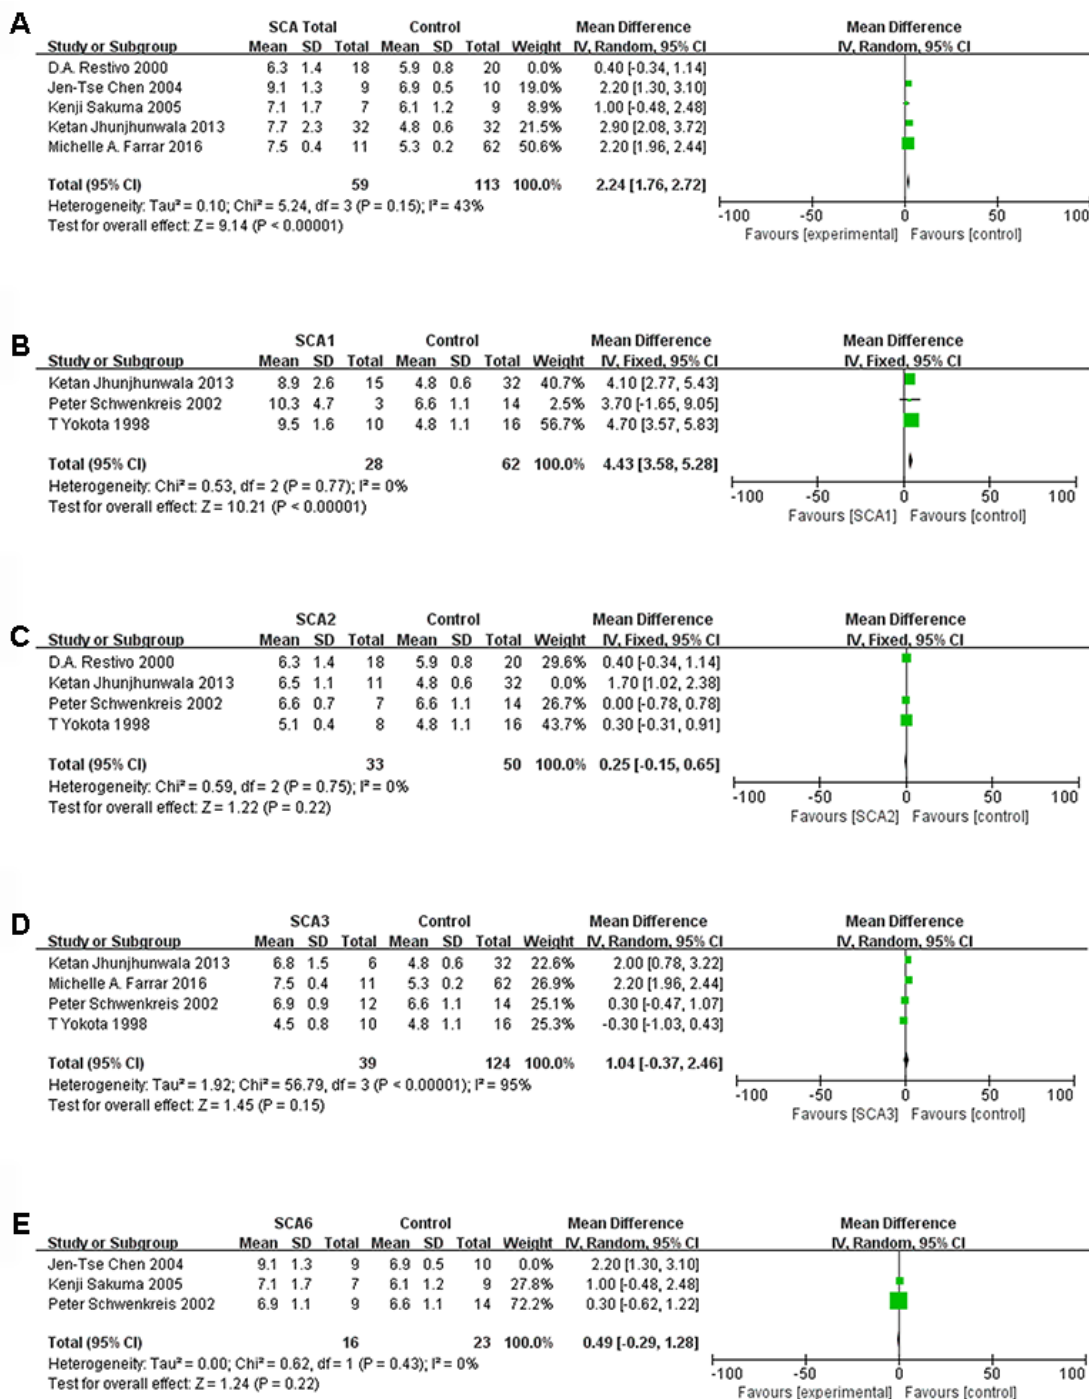 A
SCA Total Control Mean Difference Mean Difference
Study or Subgroup Mean SD Total Mean SD Total Weight IV, Random, 95% CI IV, Random, 95% CI
D.A. Restivo 2000 6.3 1.4 18 5.9 0.8 20 0.0% 0.40 [-0.34, 1.14]
Jen-Tse Chen 2004 9.1 1.3 9 6.9 0.5 10 19.0% 2.20 [1.30, 3.10]
Kenji Sakuma 2005 7.1 1.7 7 6.1 1.2 9 8.9% 1.00 [-0.48, 2.48]
Ketan Jhunjhunwala 2013 7.7 2.3 32 4.8 0.6 32 21.5% 2.90 [2.08, 3.72]
Michelle A. Farrar 2016 7.5 0.4 11 5.3 0.2 62 50.6% 2.20 [1.96, 2.44]
Total (95% CI) 59 113 100.0% 2.24 [1.76, 2.72]
Heterogeneity: Tau² = 0.10; Chi² = 5.24, df = 3 (P = 0.15); I² = 43%
Test for overall effect: Z = 9.14 (P < 0.00001)
-100 -50 0 50 100
Favours [experimental] Favours [control]
B
SCA1 Control Mean Difference Mean Difference
Study or Subgroup Mean SD Total Mean SD Total Weight IV, Fixed, 95% CI IV, Fixed, 95% CI
Ketan Jhunjhunwala 2013 8.9 2.6 15 4.8 0.6 32 40.7% 4.10 [2.77, 5.43]
Peter Schwenkreis 2002 10.3 4.7 3 6.6 1.1 14 2.5% 3.70 [-1.65, 9.05]
T Yokota 1998 9.5 1.6 10 4.8 1.1 16 56.7% 4.70 [3.57, 5.83]
Total (95% CI) 28 62 100.0% 4.43 [3.58, 5.28]
Heterogeneity: Chi² = 0.53, df = 2 (P = 0.77); I² = 0%
Test for overall effect: Z = 10.21 (P < 0.00001)
-100 -50 0 50 100
Favours [SCA1] Favours [control]
C
SCA2 Control Mean Difference Mean Difference
Study or Subgroup Mean SD Total Mean SD Total Weight IV, Fixed, 95% CI IV, Fixed, 95% CI
D.A. Restivo 2000 6.3 1.4 18 5.9 0.8 20 29.6% 0.40 [-0.34, 1.14]
Ketan Jhunjhunwala 2013 6.5 1.1 11 4.8 0.6 32 0.0% 1.70 [1.02, 2.38]
Peter Schwenkreis 2002 6.6 0.7 7 6.6 1.1 14 26.7% 0.00 [-0.78, 0.78]
T Yokota 1998 5.1 0.4 8 4.8 1.1 16 43.7% 0.30 [-0.31, 0.91]
Total (95% CI) 33 50 100.0% 0.25 [-0.15, 0.65]
Heterogeneity: Chi² = 0.59, df = 2 (P = 0.75); I² = 0%
Test for overall effect: Z = 1.22 (P = 0.22)
-100 -50 0 50 100
Favours [SCA2] Favours [control]
D
SCA3 Control Mean Difference Mean Difference
Study or Subgroup Mean SD Total Mean SD Total Weight IV, Random, 95% CI IV, Random, 95% CI
Ketan Jhunjhunwala 2013 6.8 1.5 6 4.8 0.6 32 22.6% 2.00 [0.78, 3.22]
Michelle A. Farrar 2016 7.5 0.4 11 5.3 0.2 62 26.9% 2.20 [1.96, 2.44]
Peter Schwenkreis 2002 6.9 0.9 12 6.6 1.1 14 25.1% 0.30 [-0.47, 1.07]
T Yokota 1998 4.5 0.8 10 4.8 1.1 16 25.3% -0.30 [-1.03, 0.43]
Total (95% CI) 39 124 100.0% 1.04 [-0.37, 2.46]
Heterogeneity: Tau² = 1.92; Chi² = 56.79, df = 3 (P < 0.00001); I² = 95%
Test for overall effect: Z = 1.45 (P = 0.15)
-100 -50 0 50 100
Favours [SCA3] Favours [control]
E
SCA6 Control Mean Difference Mean Difference
Study or Subgroup Mean SD Total Mean SD Total Weight IV, Random, 95% CI IV, Random, 95% CI
Jen-Tse Chen 2004 9.1 1.3 9 6.9 0.5 10 0.0% 2.20 [1.30, 3.10]
Kenji Sakuma 2005 7.1 1.7 7 6.1 1.2 9 27.8% 1.00 [-0.48, 2.48]
Peter Schwenkreis 2002 6.9 1.1 9 6.6 1.1 14 72.2% 0.30 [-0.62, 1.22]
Total (95% CI) 16 23 100.0% 0.49 [-0.29, 1.28]
Heterogeneity: Tau² = 0.00; Chi² = 0.62, df = 1 (P = 0.43); I² = 0%
Test for overall effect: Z = 1.24 (P = 0.22)
-100 -50 0 50 100
Favours [experimental] Favours [control]